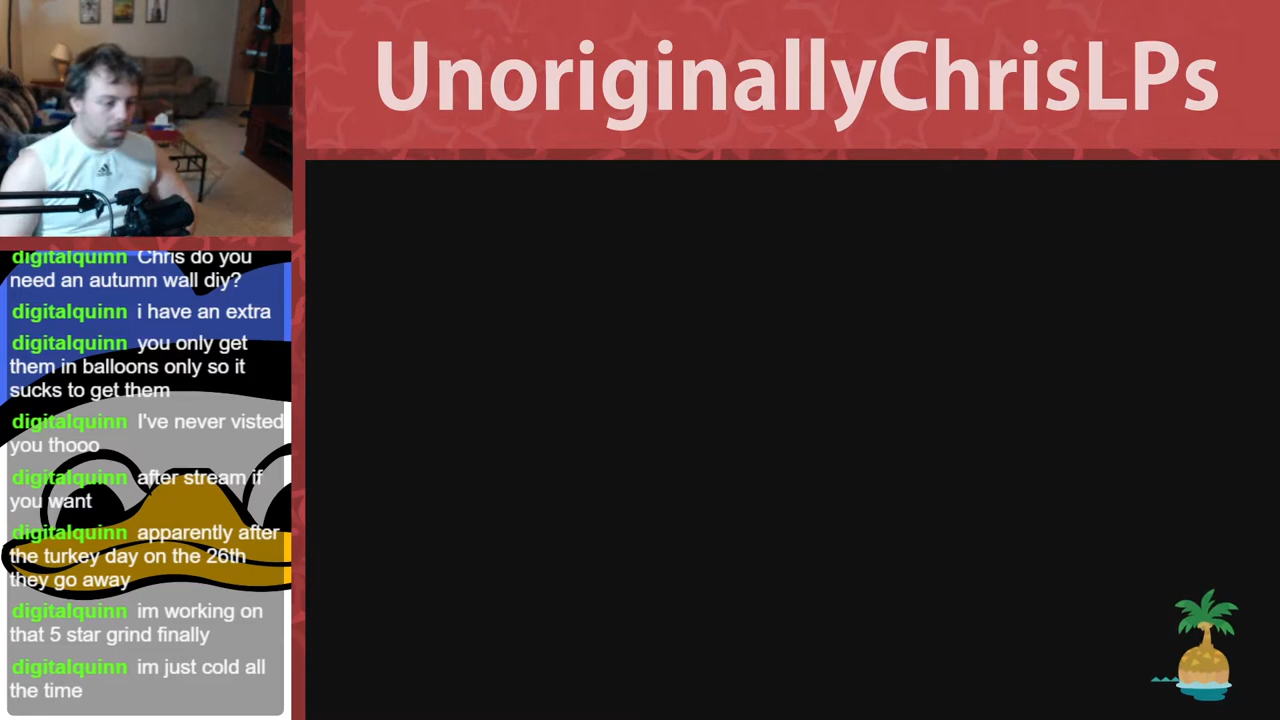 UnoriginallyChrisLPs
digitalquinn Chris do you
need an autumn wall diy?
digitalquinn i have an extra
digitalquinn you only get
them in balloons only so it
sucks to get them
digitalquinn I've never visted
you thooo
digitalquinn after stream if
you want
digitalquinn apparently after
the turkey day on the 26th
they go away
digitalquinn im working on
that 5 star grind finally
digitalquinn im just cold all
the time